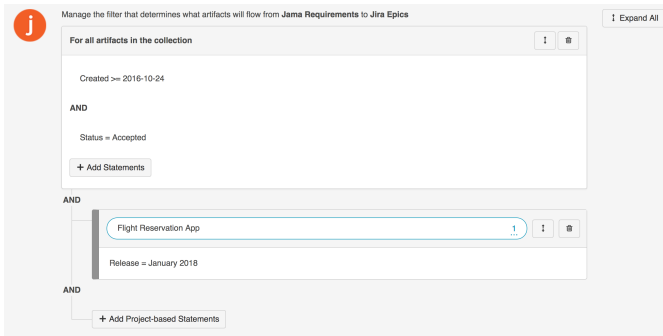 j
Manage the filter that determines what artifacts will flow from Jama Requirements to Jira Epics
Expand All
For all artifacts in the collection
Created >= 2016-10-24
AND
Status = Accepted
+ Add Statements
AND
Flight Reservation App 1
Release = January 2018
AND
+ Add Project-based Statements